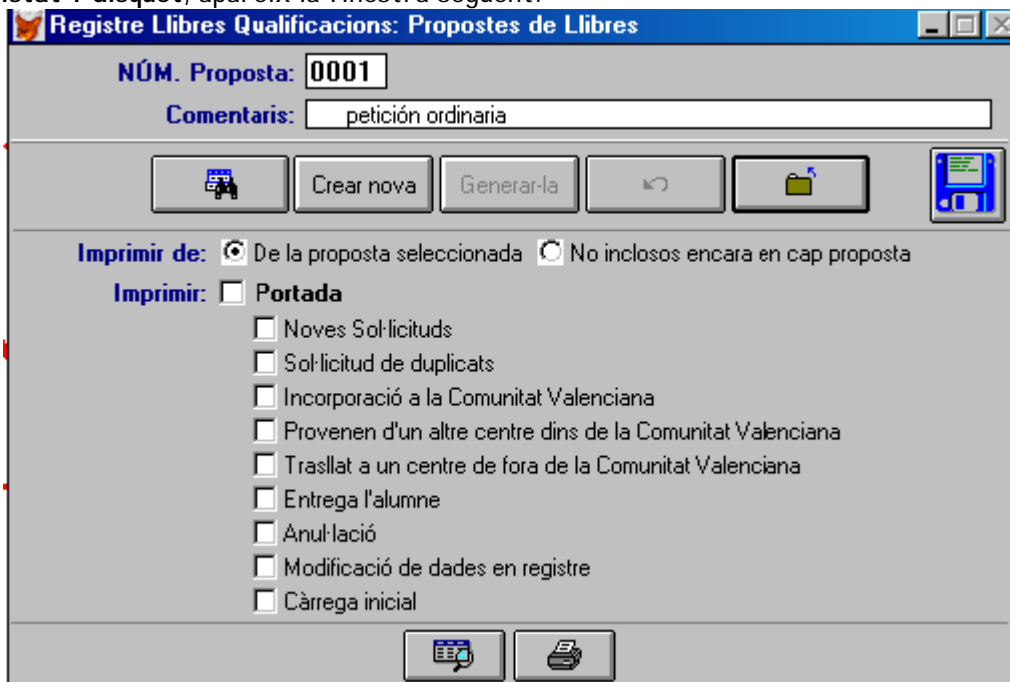 Registre Llibres Qualificacions: Propostes de Llibres
NÚM. Proposta: 0001
Comentaris: petición ordinaria
Crear nova Generar-la
Imprimir de: De la proposta seleccionada No inclosos encara en cap proposta
Imprimir: Portada
Noves Sol·licituds
Sol·licitud de duplicats
Incorporació a la Comunitat Valenciana
Provenen d'un altre centre dins de la Comunitat Valenciana
Trasllat a un centre de fora de la Comunitat Valenciana
Entrega l'alumne
Anul·lació
Modificació de dades en registre
Càrrega inicial